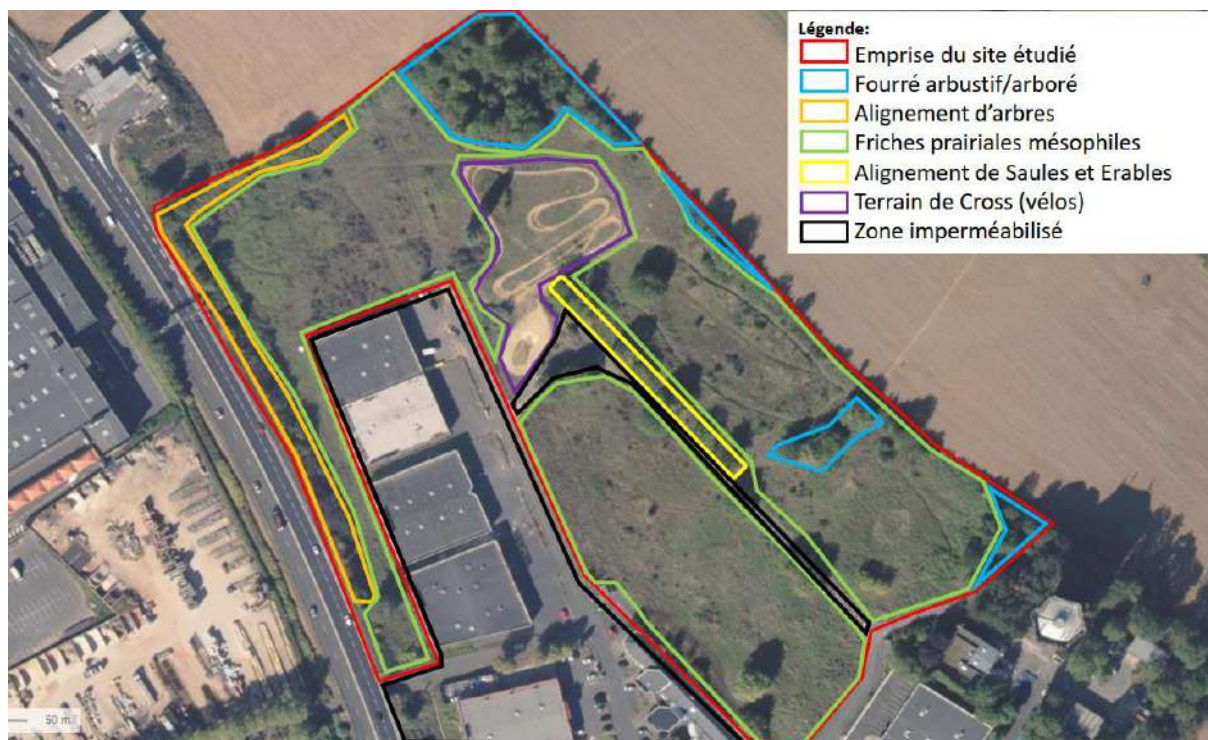 Légende:
Emprise du site étudié
Fourré arbustif/arboré
Alignement d'arbres
Friches prairiales mésophiles
Alignement de Saules et Erables
Terrain de Cross (vélos)
Zone imperméabilisé
50 m